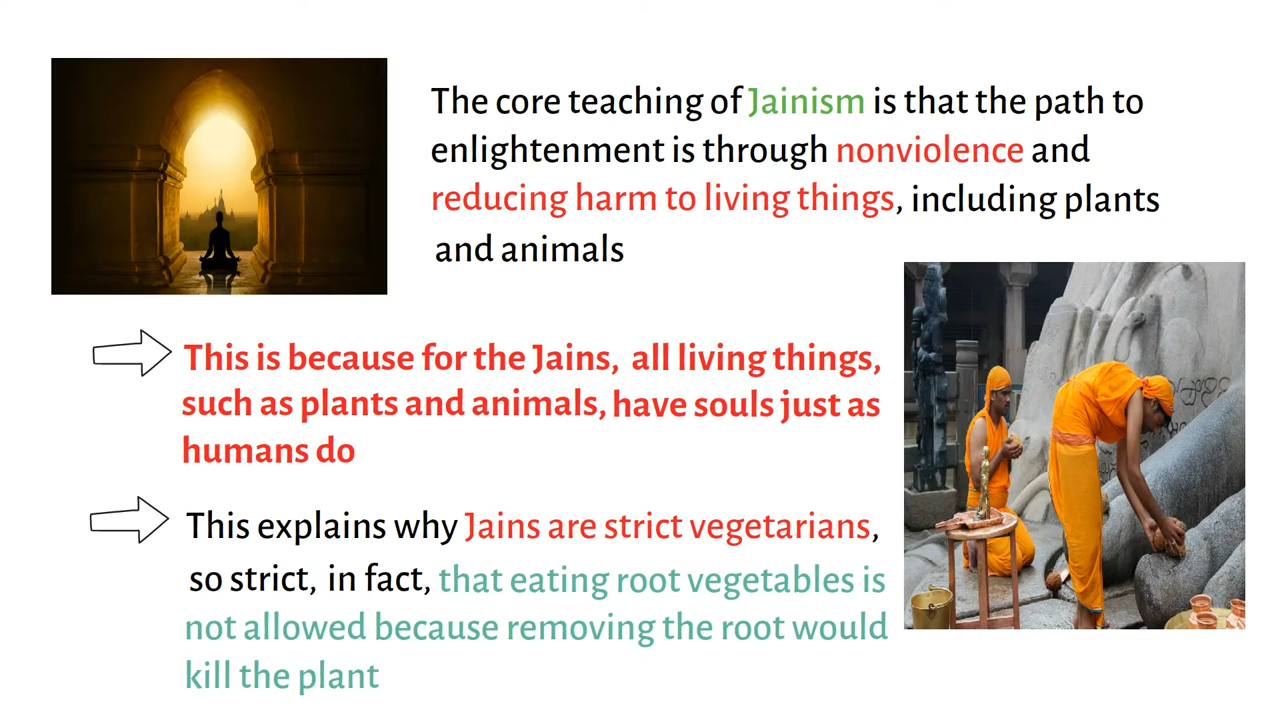 The core teaching of Jainism is that the path to
enlightenment is through nonviolence and
reducing harm to living things, including plants
and animals
This is because for the Jains, all living things,
such as plants and animals, have souls just as
humans do
This explains why Jains are strict vegetarians,
so strict, in fact, that eating root vegetables is
not allowed because removing the root would
kill the plant